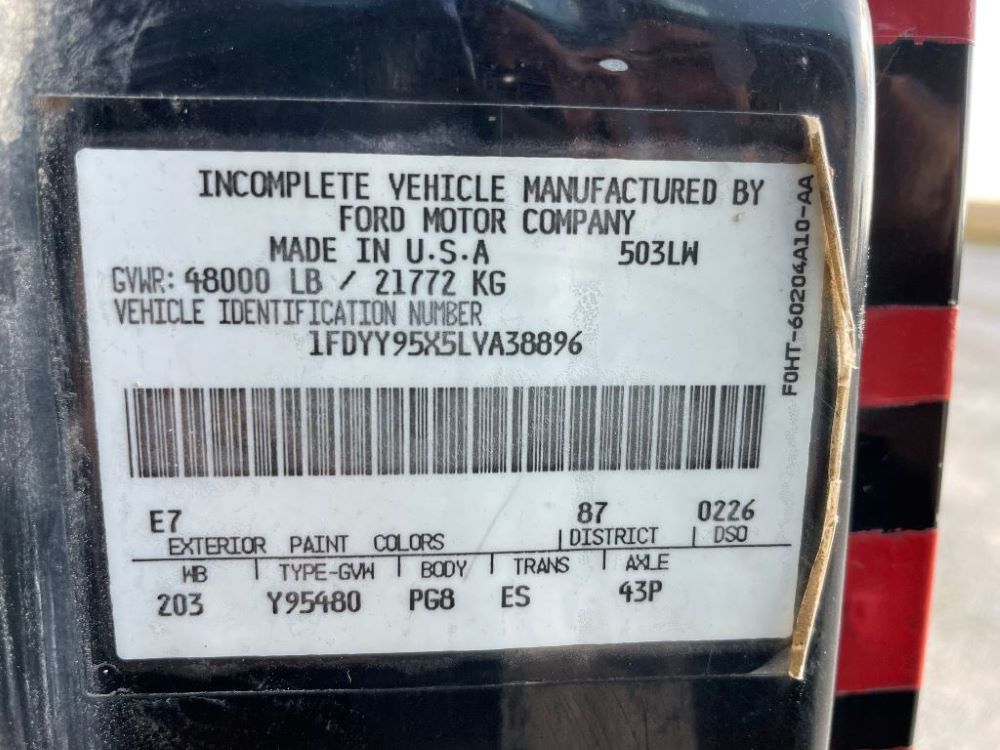 INCOMPLETE VEHICLE MANUFACTURED BY
FORD MOTOR COMPANY
MADE IN U.S.A 503LW
GVWR: 48000 LB / 21772 KG
VEHICLE IDENTIFICATION NUMBER
1FDYY95X5LVA38896
F0HT-60204A10-AA
E7 87 0226
EXTERIOR PAINT COLORS DISTRICT DSO
WB TYPE-GVW BODY TRANS AXLE
203 Y95480 PG8 ES 43P